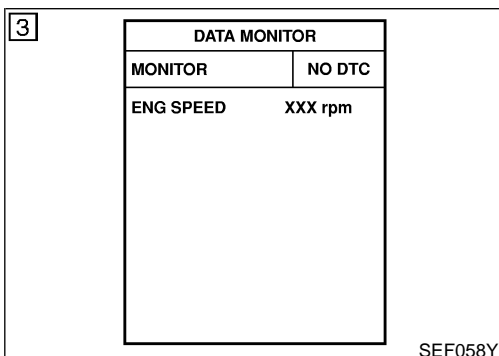 3
DATA MONITOR
MONITOR NO DTC
ENG SPEED XXX rpm
SEF058Y